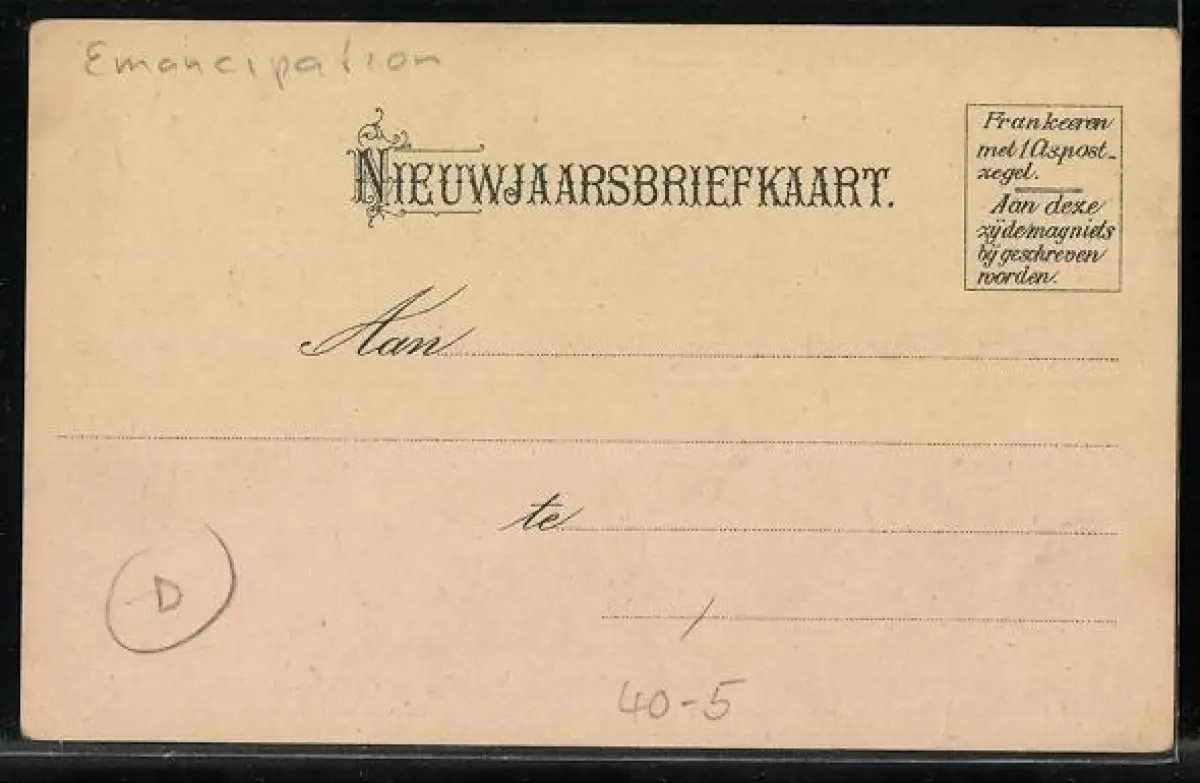 Emancipation
NIEUWJAARSBRIEFKAART.
Frankeeren
met 1 Cs post-
zegel.
Aan deze
zijde mag niets
bij geschreven
worden.
Aan
te
D
40-5